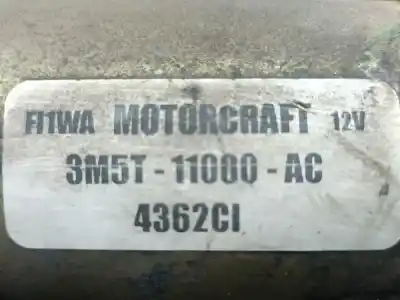 FI1WA MOTORCRAFT 12V
3M5T - 11000 - AC
4362CI